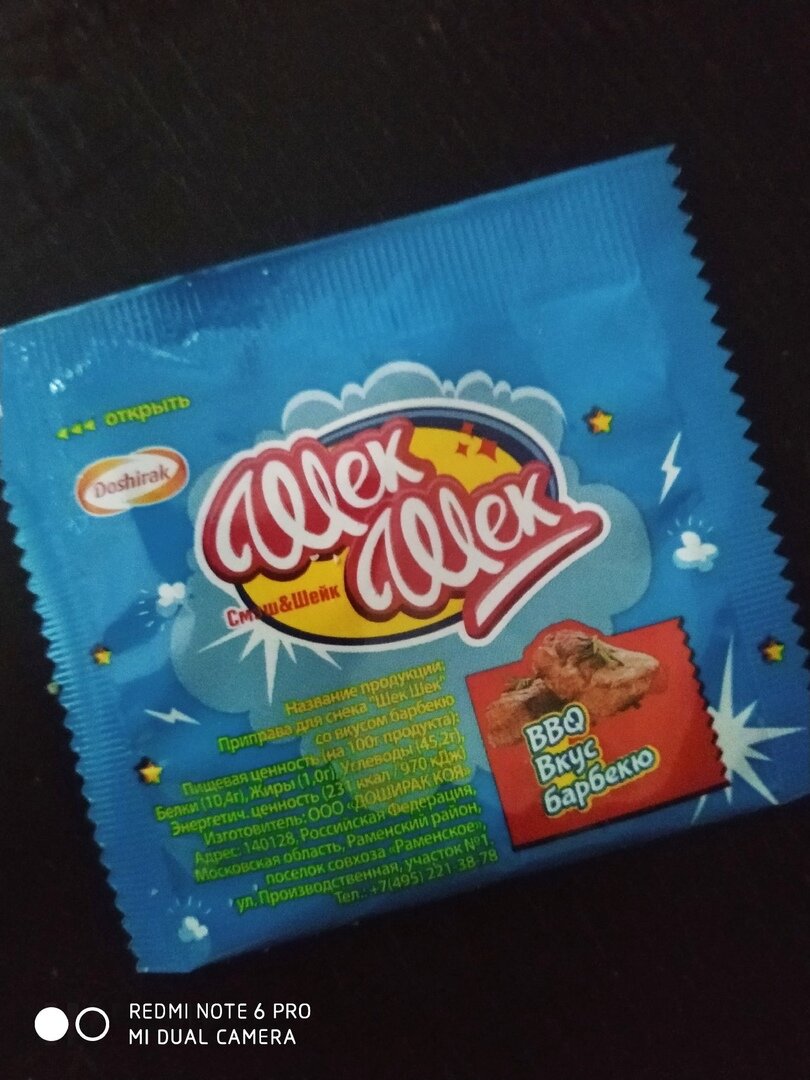 <<< открыть
Doshirak
Шек
Шек
Смэш&Шейк
Название продукции:
Приправа для снека "Шек Шек"
со вкусом барбекю
Пищевая ценность (на 100г продукта):
Белки (10,4г), Жиры (1,0г), Углеводы (45,2г),
Энергетич. ценность (231 ккал / 970 кДж)
Изготовитель: ООО «ДОШИРАК КОЯ»
Адрес: 140128, Российская Федерация,
Московская область, Раменский район,
поселок совхоза «Раменское»,
ул. Производственная, участок №1.
Тел.: +7(495) 221-38-78
BBQ
Вкус
барбекю
REDMI NOTE 6 PRO
MI DUAL CAMERA